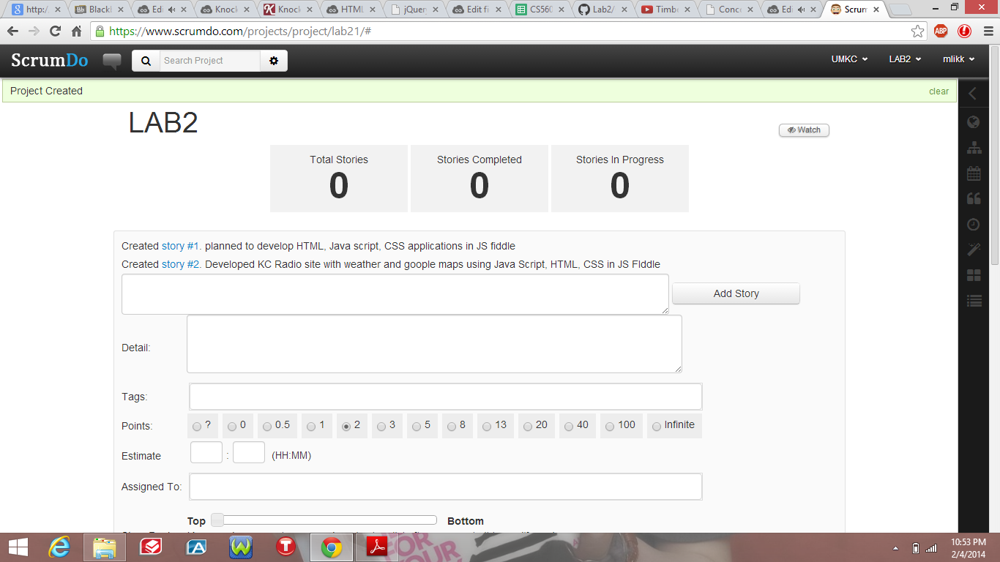 http:/
Blackl
Edi
Knock
Knock
HTML
jQuer
Edit fi
CS560
Lab2/
Timbe
Conce
Edi
Scrum
https://www.scrumdo.com/projects/project/lab21/#
ABP
ScrumDo
Search Project
UMKC
LAB2
mlikk
Project Created
clear
LAB2
Watch
Total Stories
Stories Completed
Stories In Progress
0
0
0
Created story #1. planned to develop HTML, Java script, CSS applications in JS fiddle
Created story #2. Developed KC Radio site with weather and goople maps using Java Script, HTML, CSS in JS FIddle
Add Story
Detail:
Tags:
Points:
? 0 0.5 1 2 3 5 8 13 20 40 100 Infinite
Estimate
: (HH:MM)
Assigned To:
Top
Bottom
FOR
YOUR
10:53 PM
2/4/2014